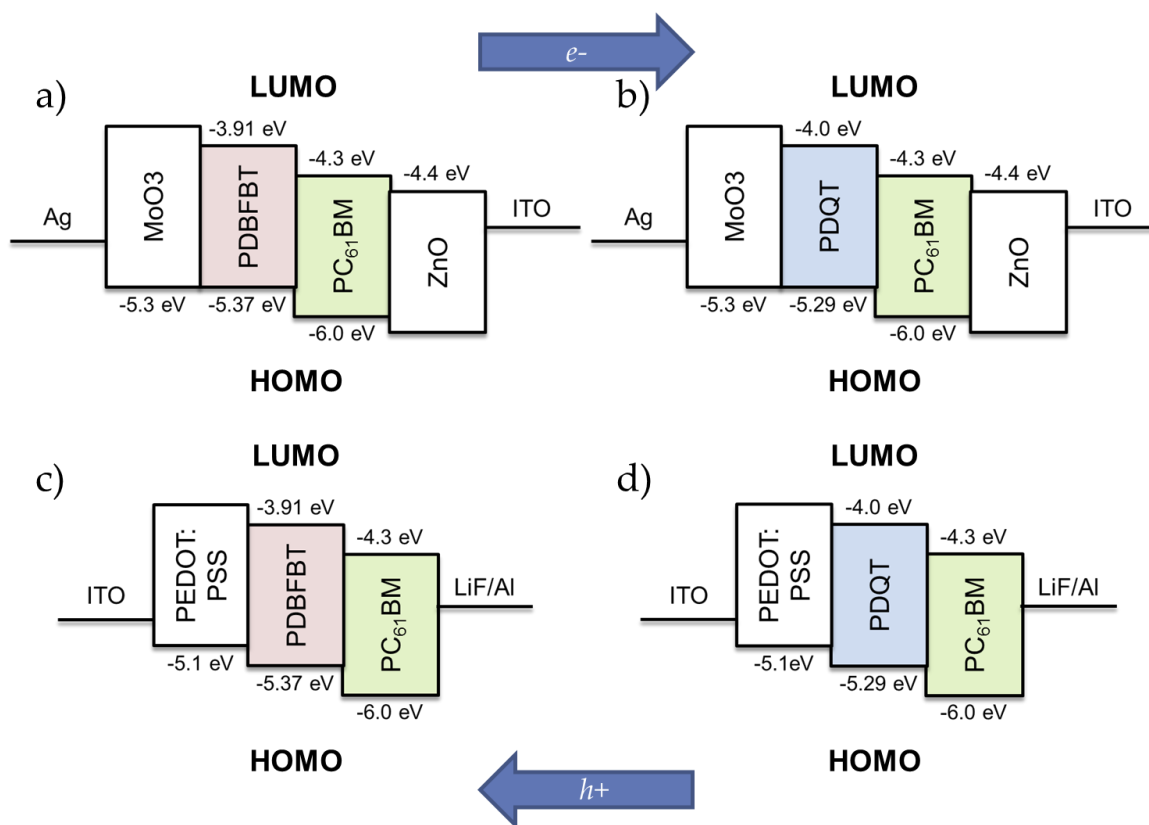 e-
a)
LUMO
b)
LUMO
-3.91 eV
-4.3 eV
-4.4 eV
Ag
MoO3
PDBFBT
PC₆₁BM
ZnO
ITO
-5.3 eV
-5.37 eV
-6.0 eV
HOMO
-4.0 eV
-4.3 eV
-4.4 eV
Ag
MoO3
PDQT
PC₆₁BM
ZnO
ITO
-5.3 eV
-5.29 eV
-6.0 eV
HOMO
c)
LUMO
-3.91 eV
-4.3 eV
ITO
PEDOT:
PSS
PDBFBT
PC₆₁BM
LiF/Al
-5.1 eV
-5.37 eV
-6.0 eV
HOMO
d)
LUMO
-4.0 eV
-4.3 eV
ITO
PEDOT:
PSS
PDQT
PC₆₁BM
LiF/Al
-5.1eV
-5.29 eV
-6.0 eV
HOMO
h+